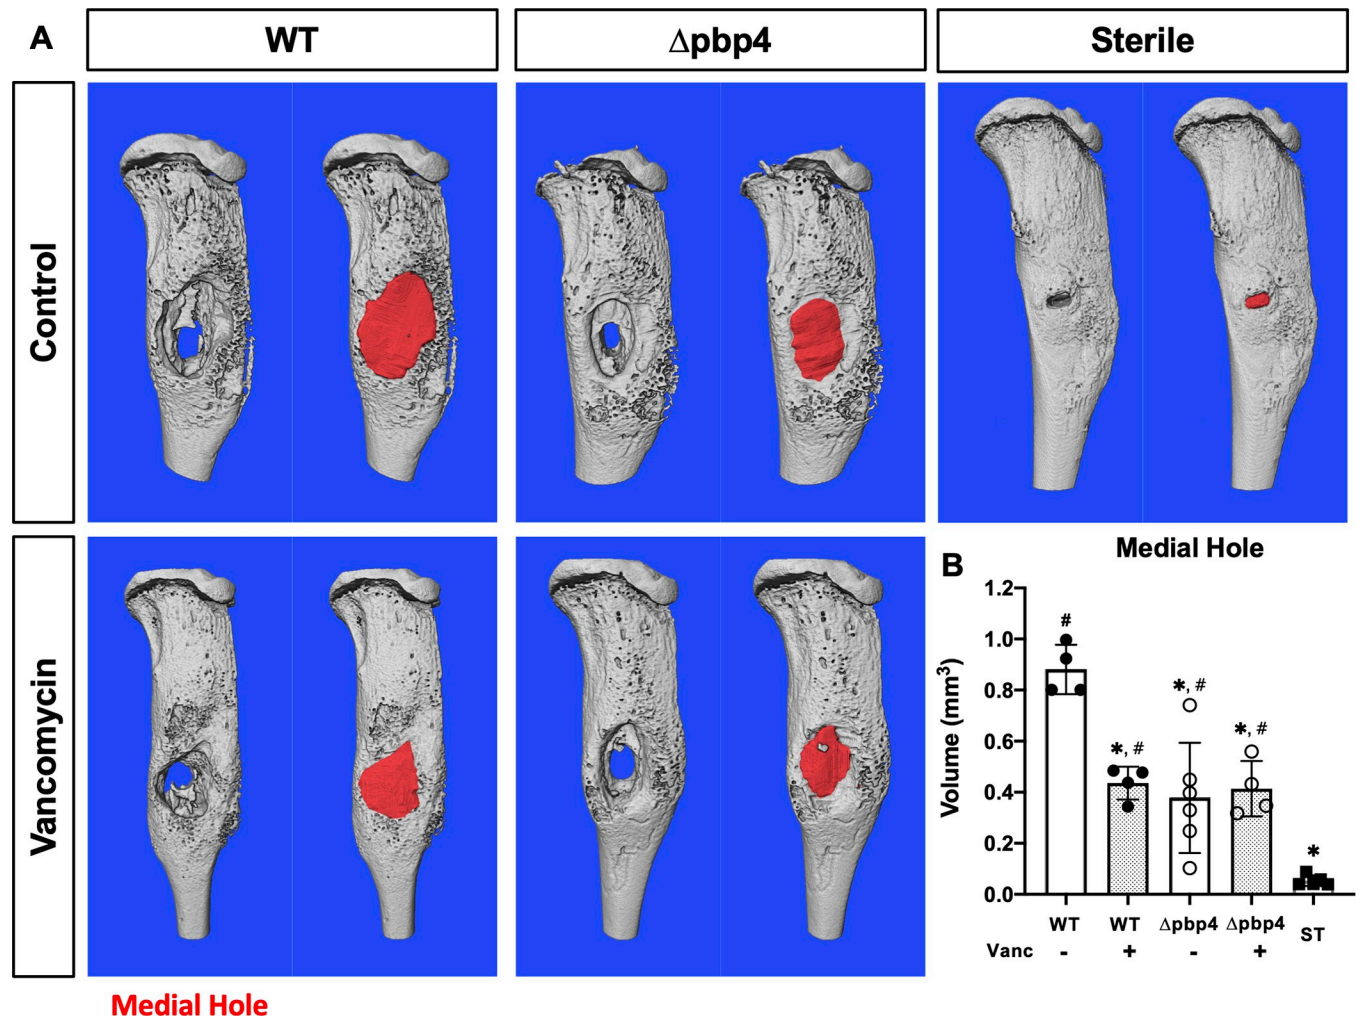 A
WT
Δpbp4
Sterile
Control
Vancomycin
Medial Hole
B
Medial Hole
Volume (mm³)
1.2
1.0
0.8
0.6
0.4
0.2
0.0
#
*, #
*, #
*, #
*
WT WT Δpbp4 Δpbp4 ST
Vanc - + - +